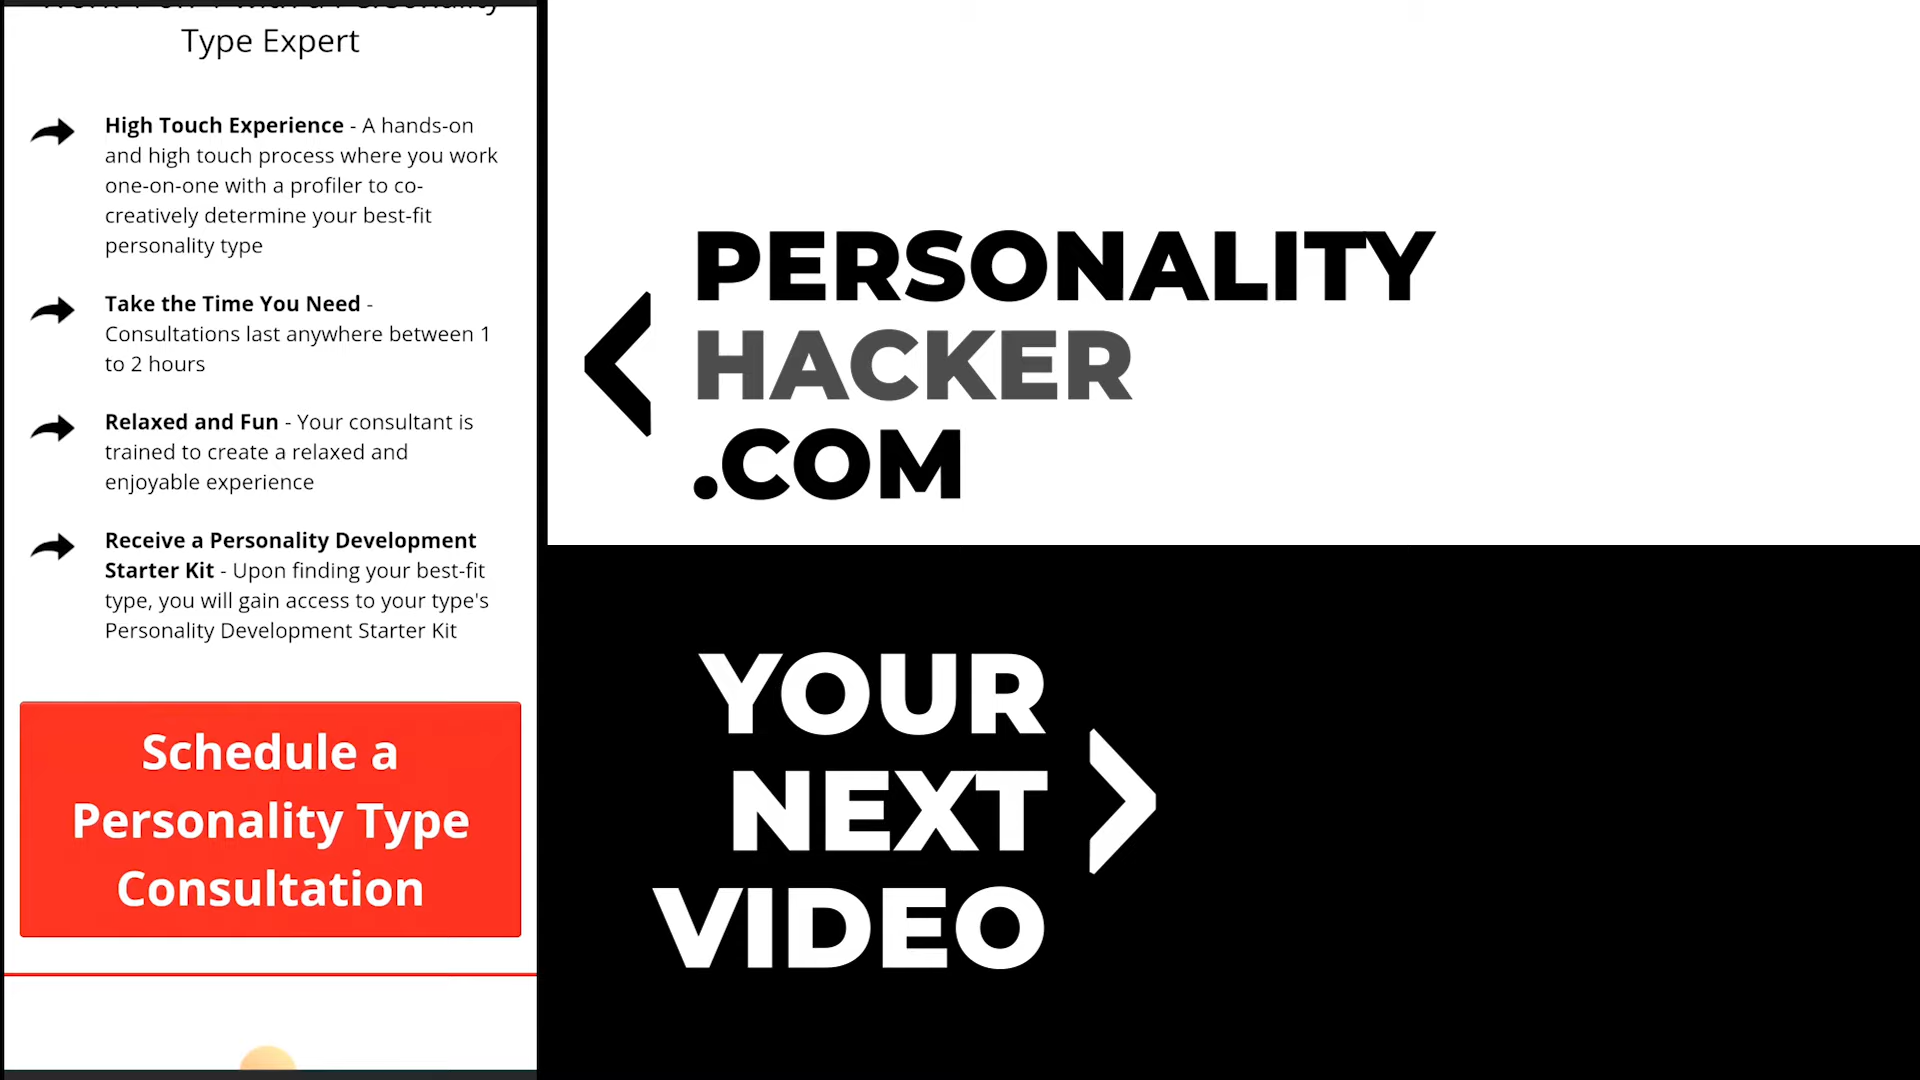 Type Expert
High Touch Experience - A hands-on
and high touch process where you work
one-on-one with a profiler to co-
creatively determine your best-fit
personality type
Take the Time You Need -
Consultations last anywhere between 1
to 2 hours
Relaxed and Fun - Your consultant is
trained to create a relaxed and
enjoyable experience
Receive a Personality Development
Starter Kit - Upon finding your best-fit
type, you will gain access to your type's
Personality Development Starter Kit
Schedule a
Personality Type
Consultation
PERSONALITY
HACKER
.COM
YOUR
NEXT
VIDEO